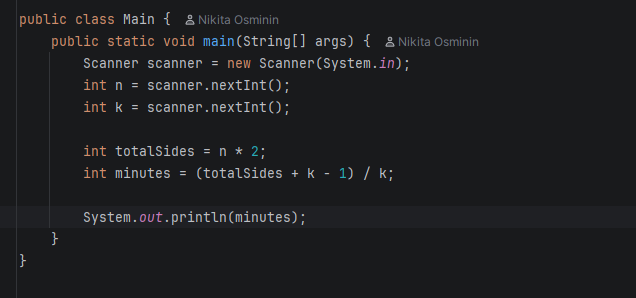 public class Main { Nikita Osminin
public static void main(String[] args) { Nikita Osminin
Scanner scanner = new Scanner(System.in);
int n = scanner.nextInt();
int k = scanner.nextInt();
int totalSides = n * 2;
int minutes = (totalSides + k - 1) / k;
System.out.println(minutes);
}
}